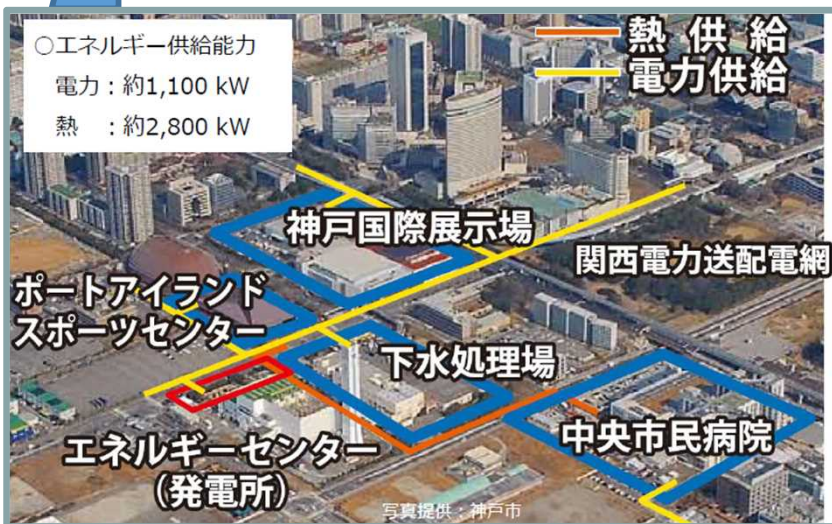 ○エネルギー供給能力
電力：約1,100 kW
熱　：約2,800 kW
熱 供 給
電力供給
神戸国際展示場
関西電力送配電網
ポートアイランド
スポーツセンター
下水処理場
中央市民病院
エネルギーセンター
（発電所）
写真提供：神戸市